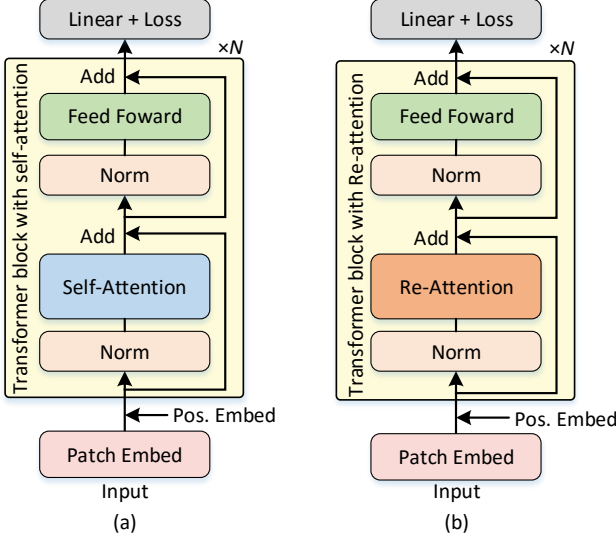 Linear + Loss
×N
Transformer block with self-attention
Add
Feed Foward
Norm
Add
Self-Attention
Norm
Pos. Embed
Patch Embed
Input
(a)
Linear + Loss
×N
Transformer block with Re-attention
Add
Feed Foward
Norm
Add
Re-Attention
Norm
Pos. Embed
Patch Embed
Input
(b)